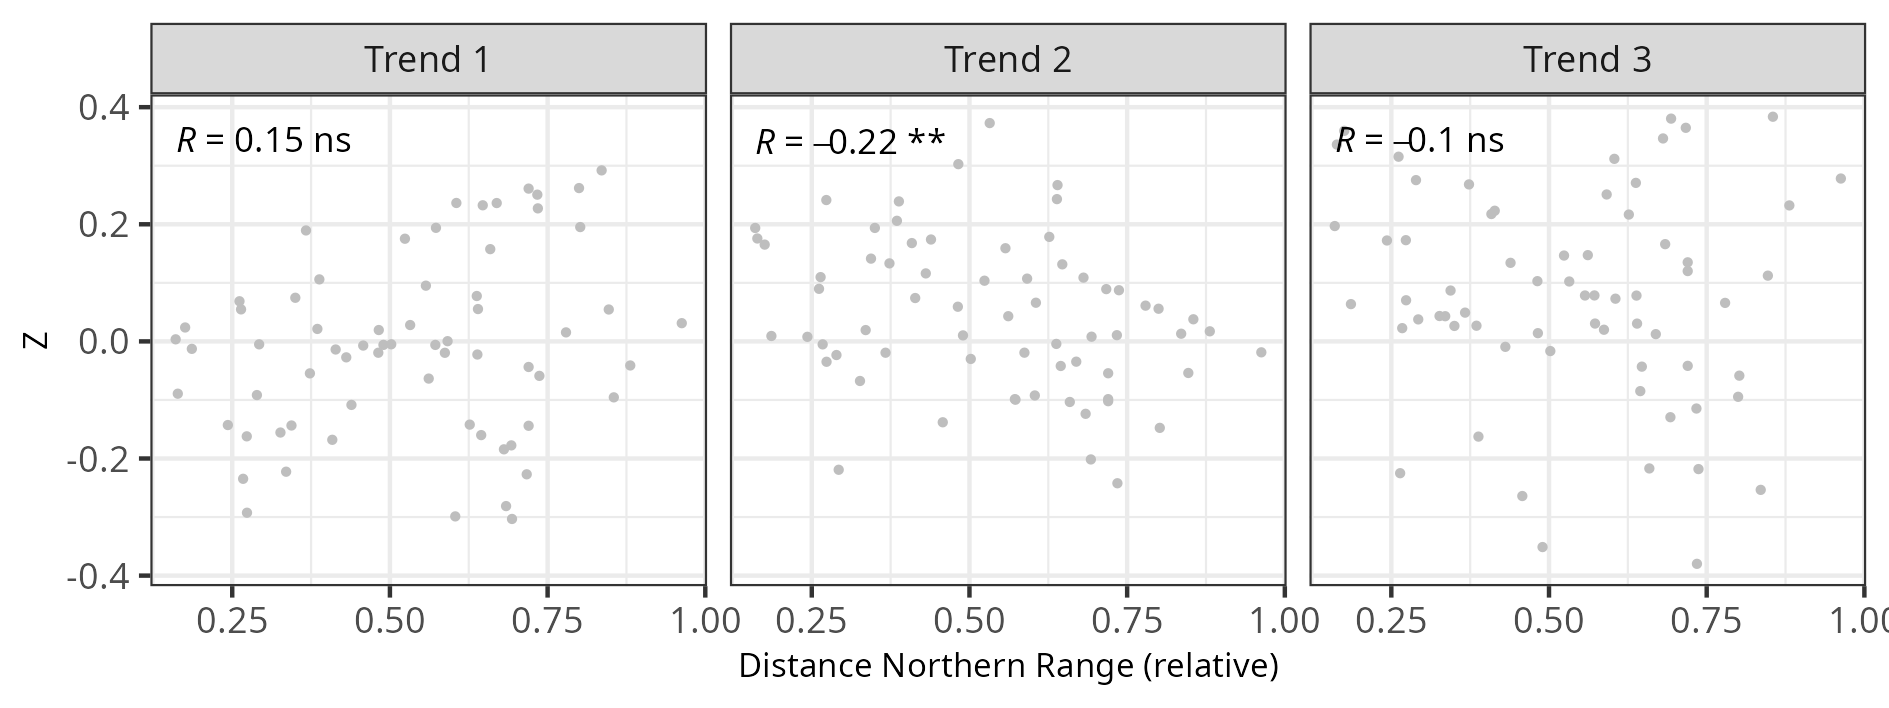 Trend 1 Trend 2 Trend 3
R = 0.15 ns R = –0.22 ** R = –0.1 ns
0.4
0.2
0.0
-0.2
-0.4
Z
0.25 0.50 0.75 1.00 0.25 0.50 0.75 1.00 0.25 0.50 0.75 1.00
Distance Northern Range (relative)